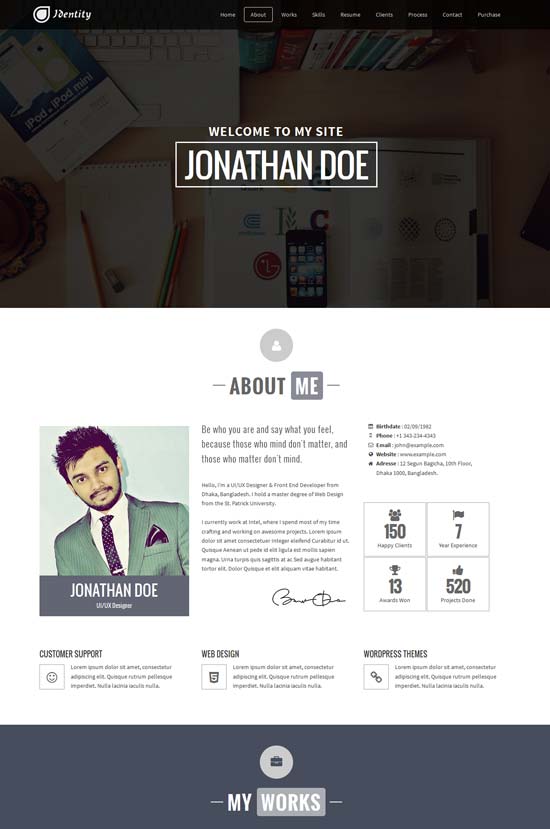 IDentity
Home About Works Skills Resume Clients Process Contact Purchase
iPod
iPod mini
WELCOME TO MY SITE
JONATHAN DOE
C
LG
ABOUT ME
JONATHAN DOE
UI/UX Designer
Be who you are and say what you feel,
because those who mind don't matter, and
those who matter don't mind.
Hello, I'm a UI/UX Designer & Front End Developer from
Dhaka, Bangladesh. I hold a master degree of Web Design
from the St. Patrick University.
I currently work at Intel, where I spend most of my time
crafting and working on awesome projects. Lorem ipsum
dolor sit amet consectetuer integer eleifend Curabitur id ut.
Quisque Aenean ut pede id elit ligula est mollis sapien
magna. Urna turpis quis sagittis at ac Sed augue habitant
tortor elit. Dolor Quisque et elit aliquam vitae habitant.
Birthdate : 02/09/1982
Phone : +1 343-234-4343
Email : john@example.com
Website : www.example.com
Adresse : 12 Segun Bagicha, 10th Floor,
Dhaka 1000, Bangladesh.
150
Happy Clients
7
Year Experience
13
Awards Won
520
Projects Done
CUSTOMER SUPPORT
Lorem ipsum dolor sit amet, consectetur
adipiscing elit. Quisque rutrum pellesque
imperdiet. Nulla lacinia iaculis nulla.
WEB DESIGN
Lorem ipsum dolor sit amet, consectetur
adipiscing elit. Quisque rutrum pellesque
imperdiet. Nulla lacinia iaculis nulla.
WORDPRESS THEMES
Lorem ipsum dolor sit amet, consectetur
adipiscing elit. Quisque rutrum pellesque
imperdiet. Nulla lacinia iaculis nulla.
MY WORKS